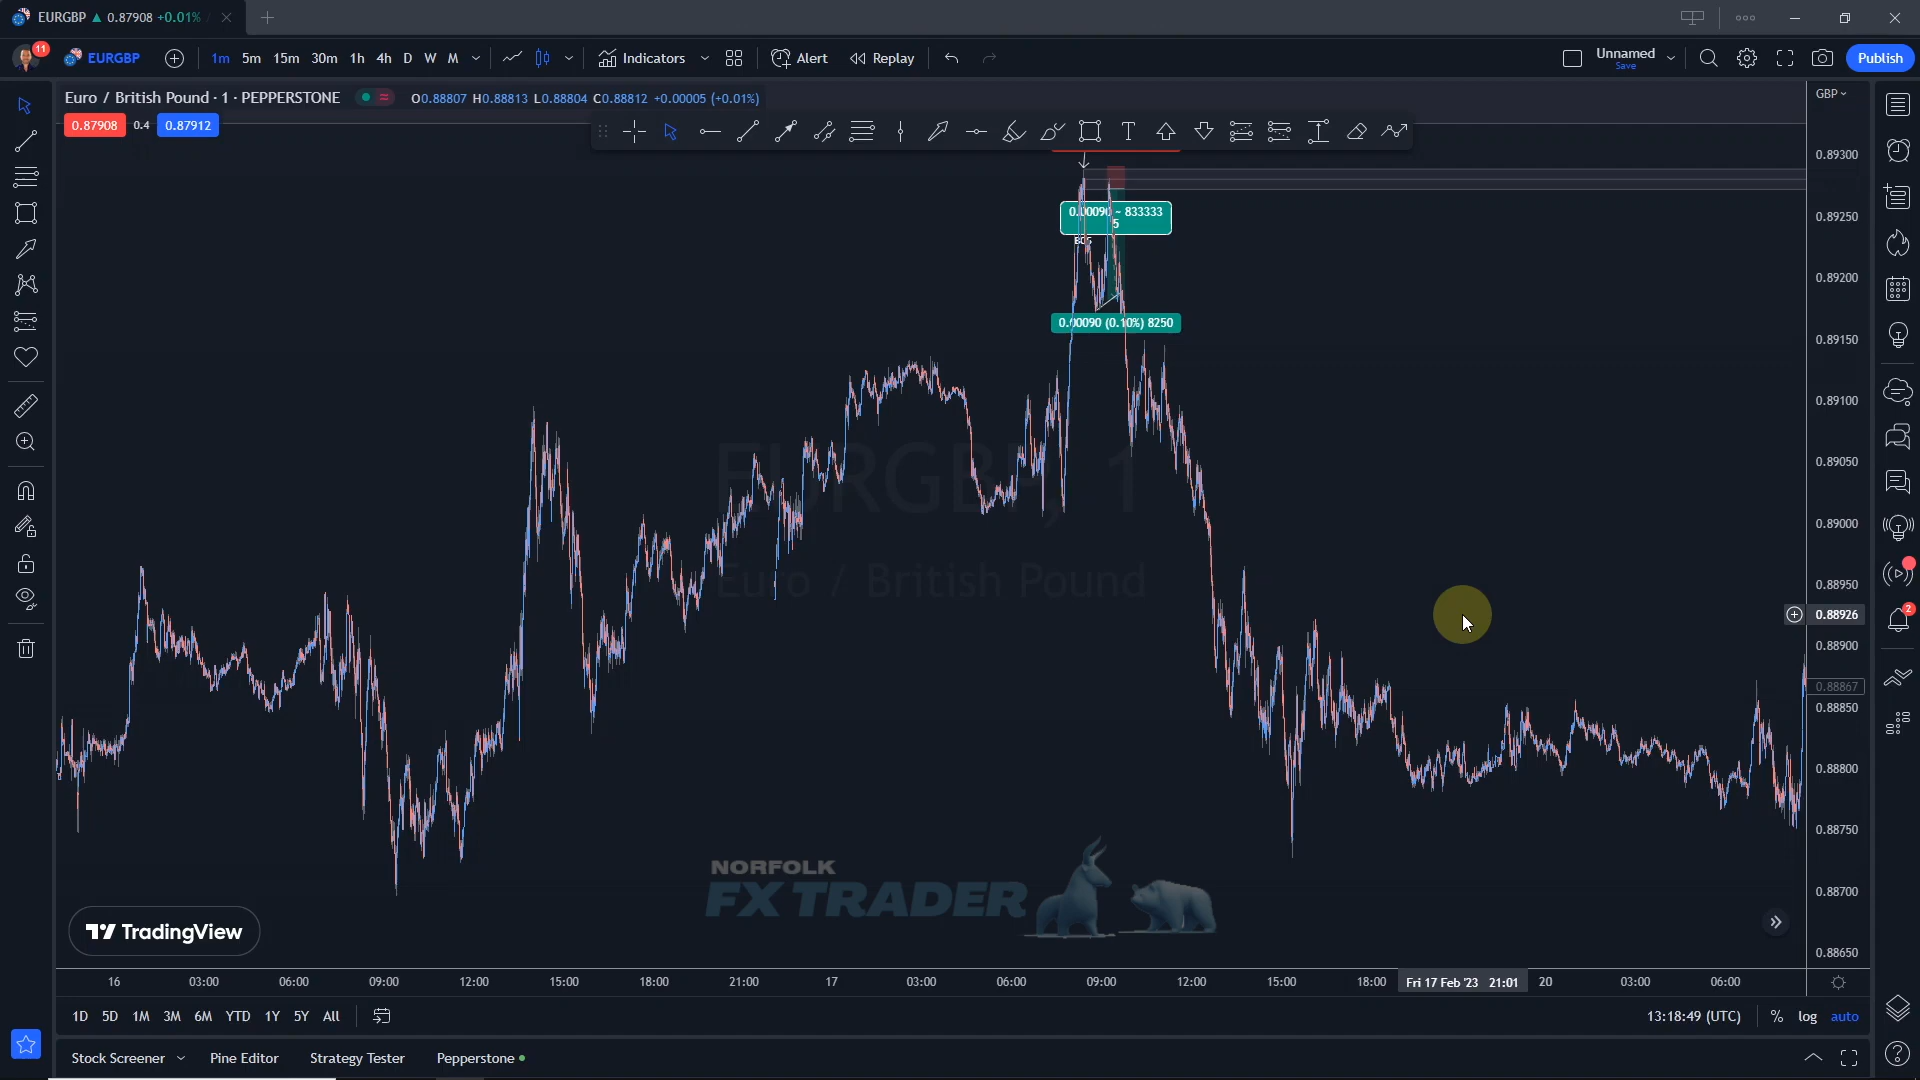 EURGBP ▲ 0.87908 +0.01% /
11 EURGBP 1m 5m 15m 30m 1h 4h D W M Indicators Alert Replay Unnamed Save Publish
Euro / British Pound · 1 · PEPPERSTONE O0.88807 H0.88813 L0.88804 C0.88812 +0.00005 (+0.01%) GBP
0.87908 0.4 0.87912
0.89300
0.00090 ~ 833333
5
0.89250
BOS
0.89200
0.00090 (0.10%) 8250
0.89150
0.89100
EURGBP, 1
0.89050
0.89000
Euro / British Pound
0.88950
0.88926
2
0.88900
0.88867
0.88850
0.88800
0.88750
NORFOLK
FX TRADER
0.88700
TradingView
0.88650
16 03:00 06:00 09:00 12:00 15:00 18:00 21:00 17 03:00 06:00 09:00 12:00 15:00 18:00 Fri 17 Feb '23 21:01 20 03:00 06:00
1D 5D 1M 3M 6M YTD 1Y 5Y All 13:18:49 (UTC) % log auto
Stock Screener Pine Editor Strategy Tester Pepperstone